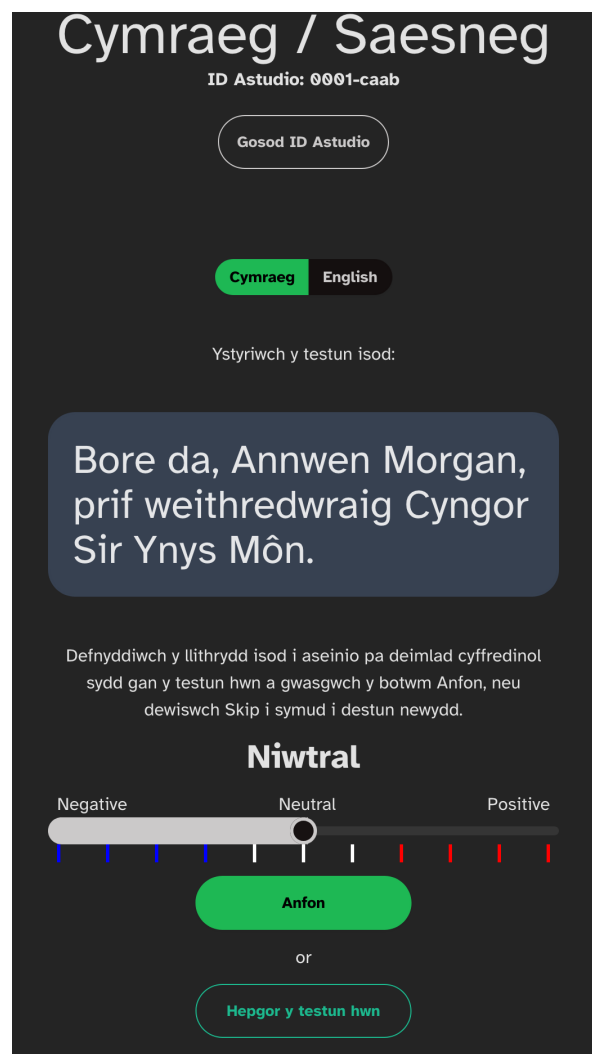 Cymraeg / Saesneg
ID Astudio: 0001-caab
Gosod ID Astudio
Cymraeg English
Ystyriwch y testun isod:
Bore da, Annwen Morgan,
prif weithredwraig Cyngor
Sir Ynys Môn.
Defnyddiwch y llithrydd isod i aseinio pa deimlad cyffredinol
sydd gan y testun hwn a gwasgwch y botwm Anfon, neu
dewiswch Skip i symud i destun newydd.
Niwtral
Negative Neutral Positive
Anfon
or
Hepgor y testun hwn